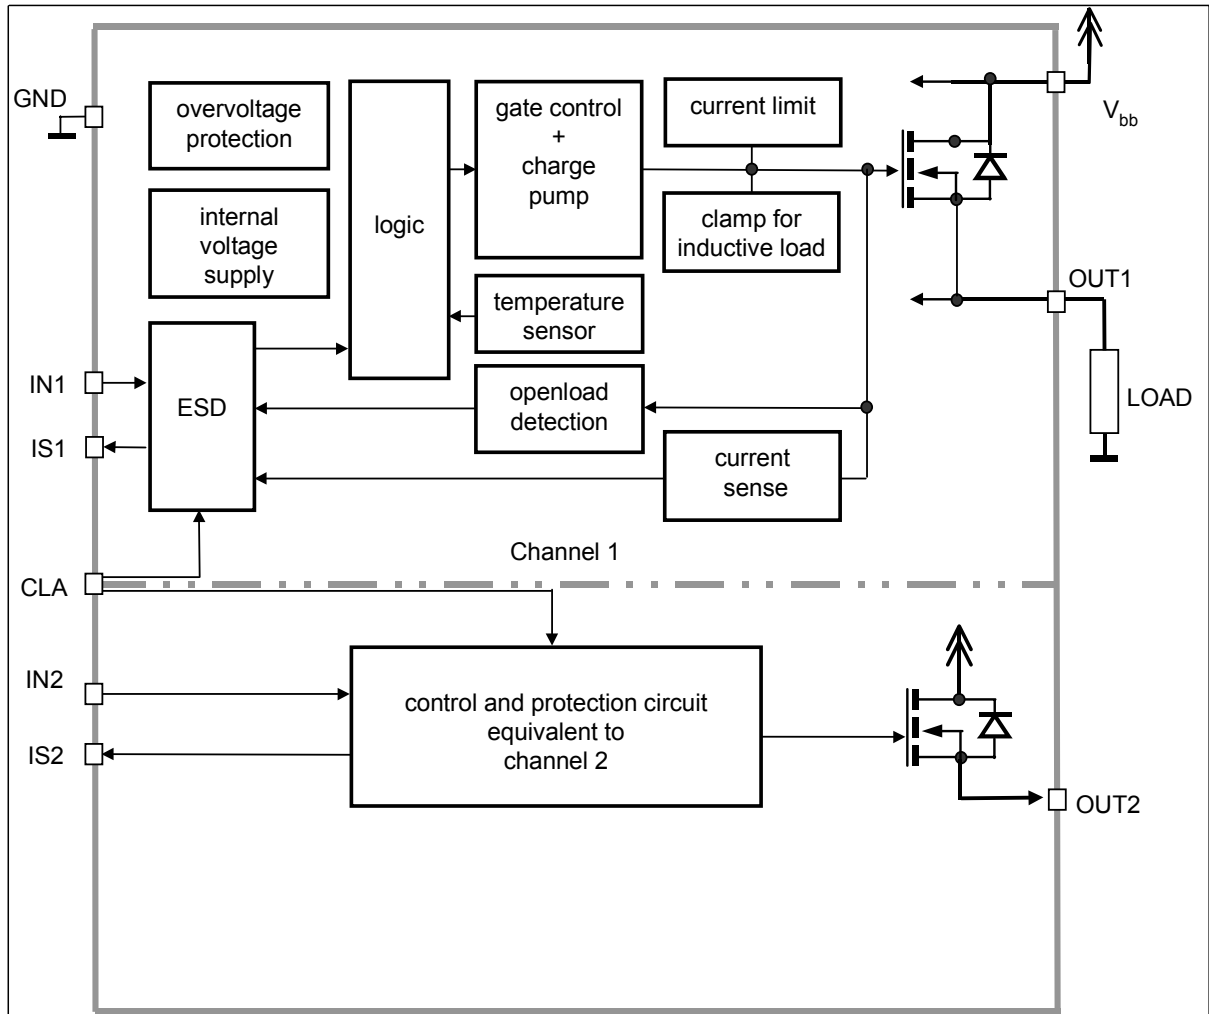 GND
overvoltage
protection
internal
voltage
supply
logic
gate control
+
charge
pump
current limit
clamp for
inductive load
V_bb
temperature
sensor
OUT1
IN1
ESD
openload
detection
LOAD
IS1
current
sense
Channel 1
CLA
IN2
control and protection circuit
equivalent to
channel 2
IS2
OUT2